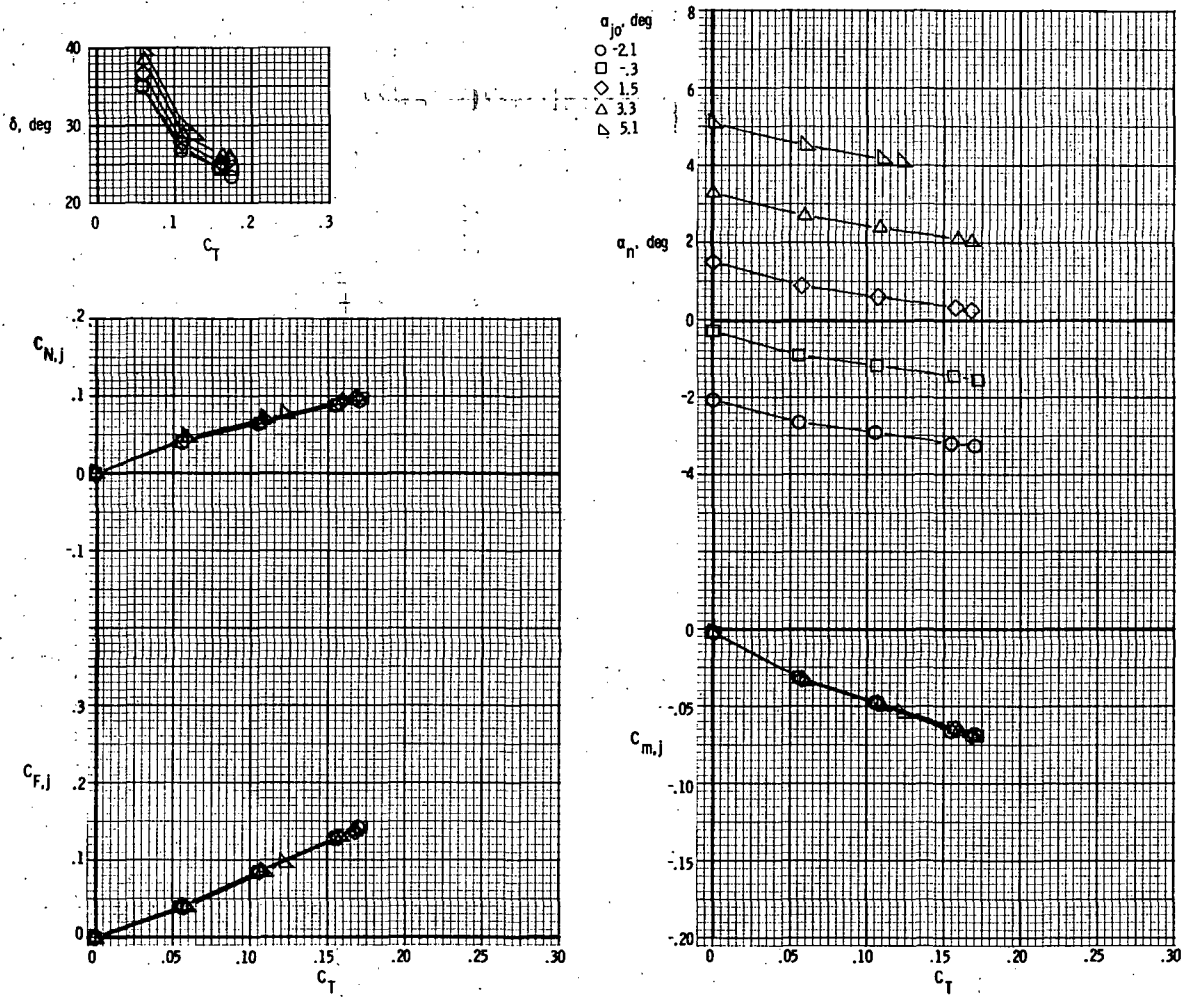 40
30
20
δ, deg
0 .1 .2 .3
C_T
α_jo, deg
-2.1
-.3
1.5
3.3
5.1
.2
.1
0
-.1
C_N,j
.3
.2
.1
0
C_F,j
0 .05 .10 .15 .20 .25 .30
C_T
8
6
4
2
0
-2
-4
α_n, deg
0
-.05
-.10
-.15
-.20
C_m,j
0 .05 .10 .15 .20 .25 .30
C_T